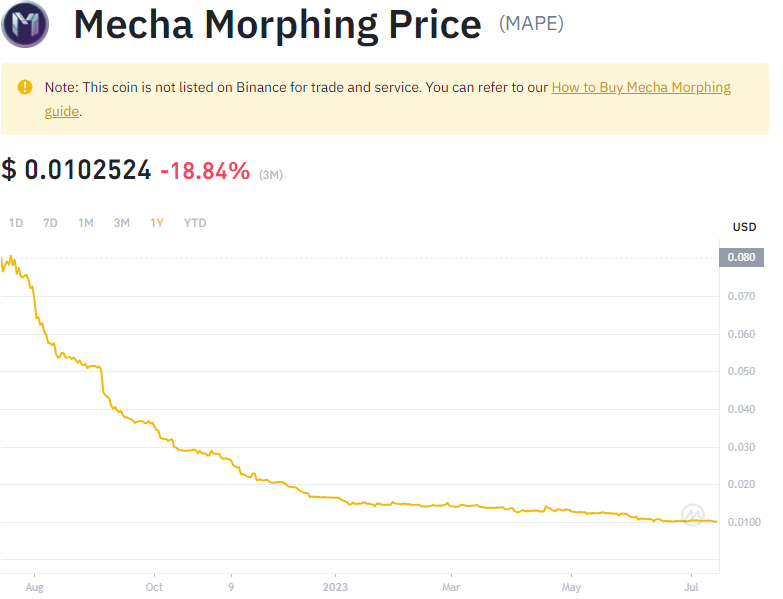 Mecha Morphing Price (MAPE)
Note: This coin is not listed on Binance for trade and service. You can refer to our How to Buy Mecha Morphing
guide.
$ 0.0102524 -18.84% (3M)
1D 7D 1M 3M 1Y YTD
USD
0.080
0.070
0.060
0.050
0.040
0.030
0.020
0.0100
Aug Oct 9 2023 Mar May Jul